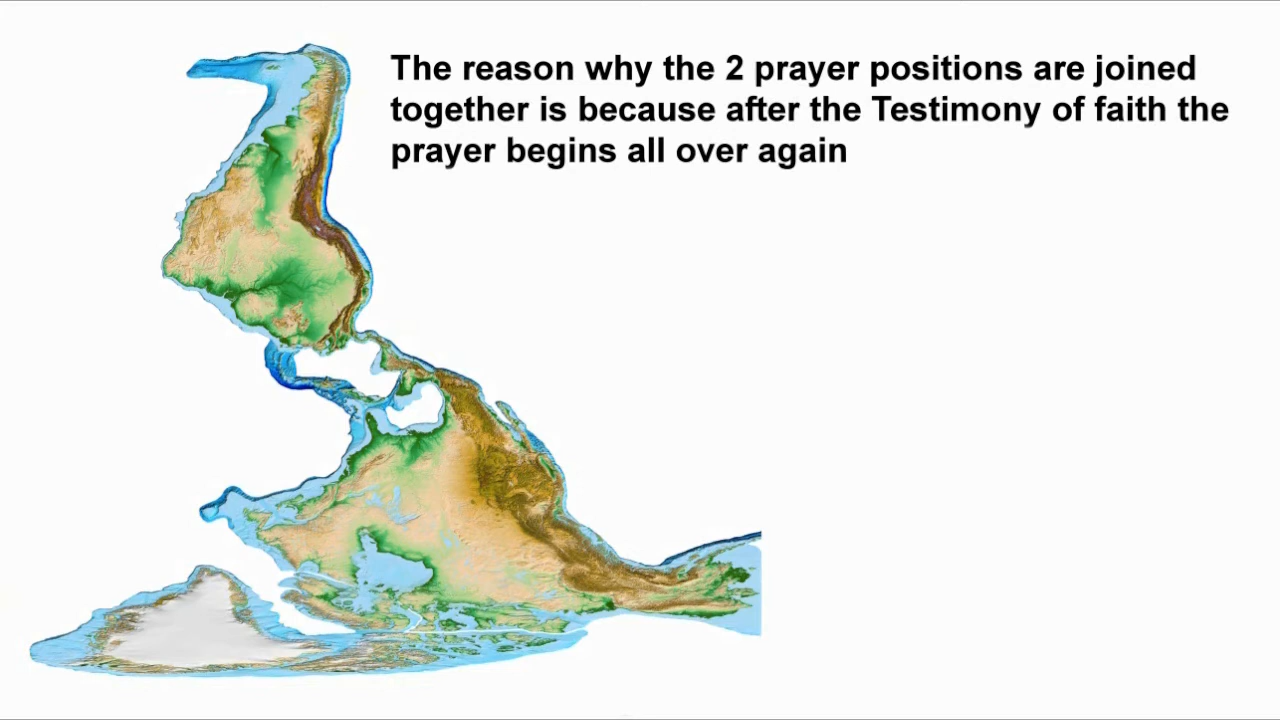 The reason why the 2 prayer positions are joined
together is because after the Testimony of faith the
prayer begins all over again